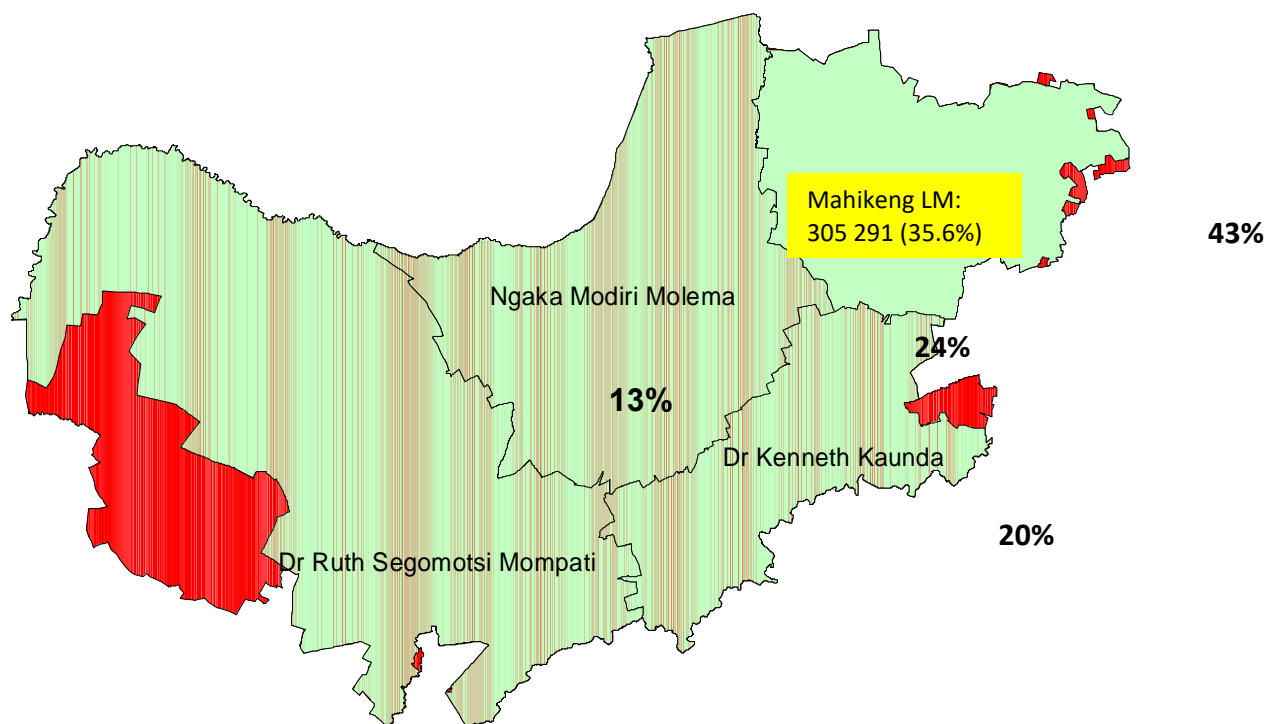 Mahikeng LM:
305 291 (35.6%)
43%
Ngaka Modiri Molema
24%
13%
Dr Kenneth Kaunda
20%
Dr Ruth Segomotsi Mompati